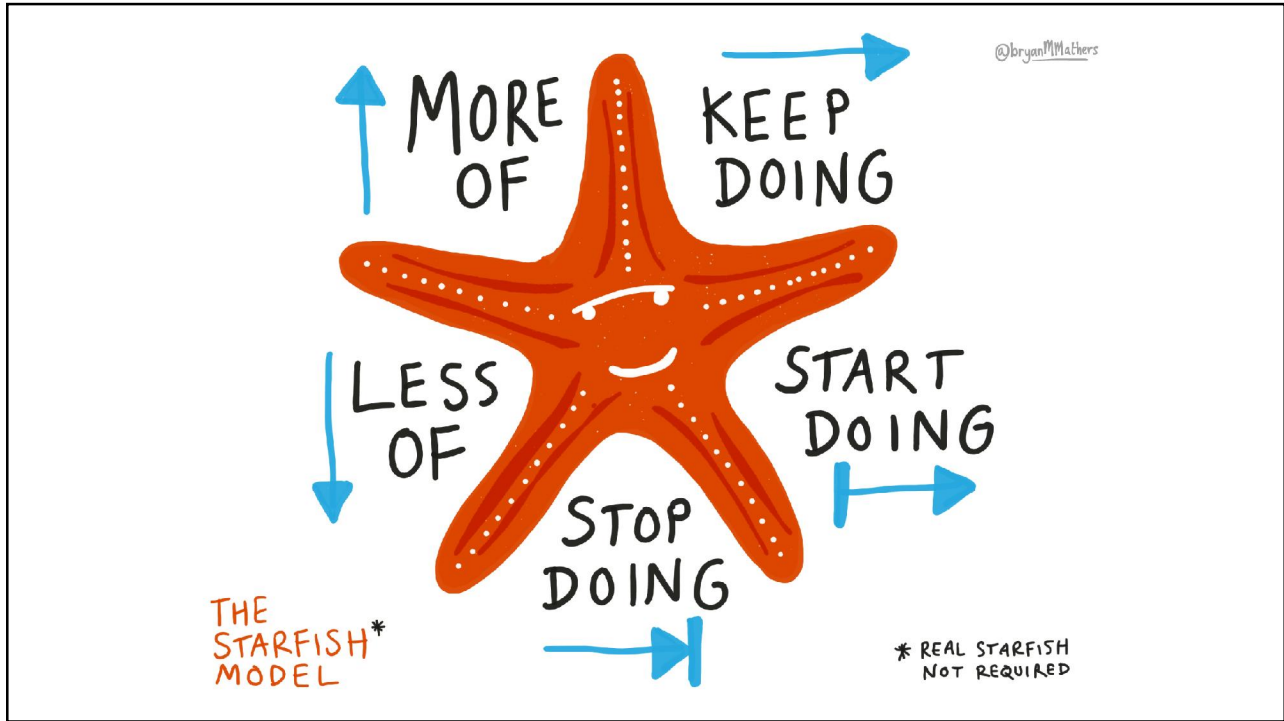 @bryanMMathers
MORE
OF
KEEP
DOING
LESS
OF
START
DOING
STOP
DOING
THE
STARFISH*
MODEL
* REAL STARFISH
NOT REQUIRED